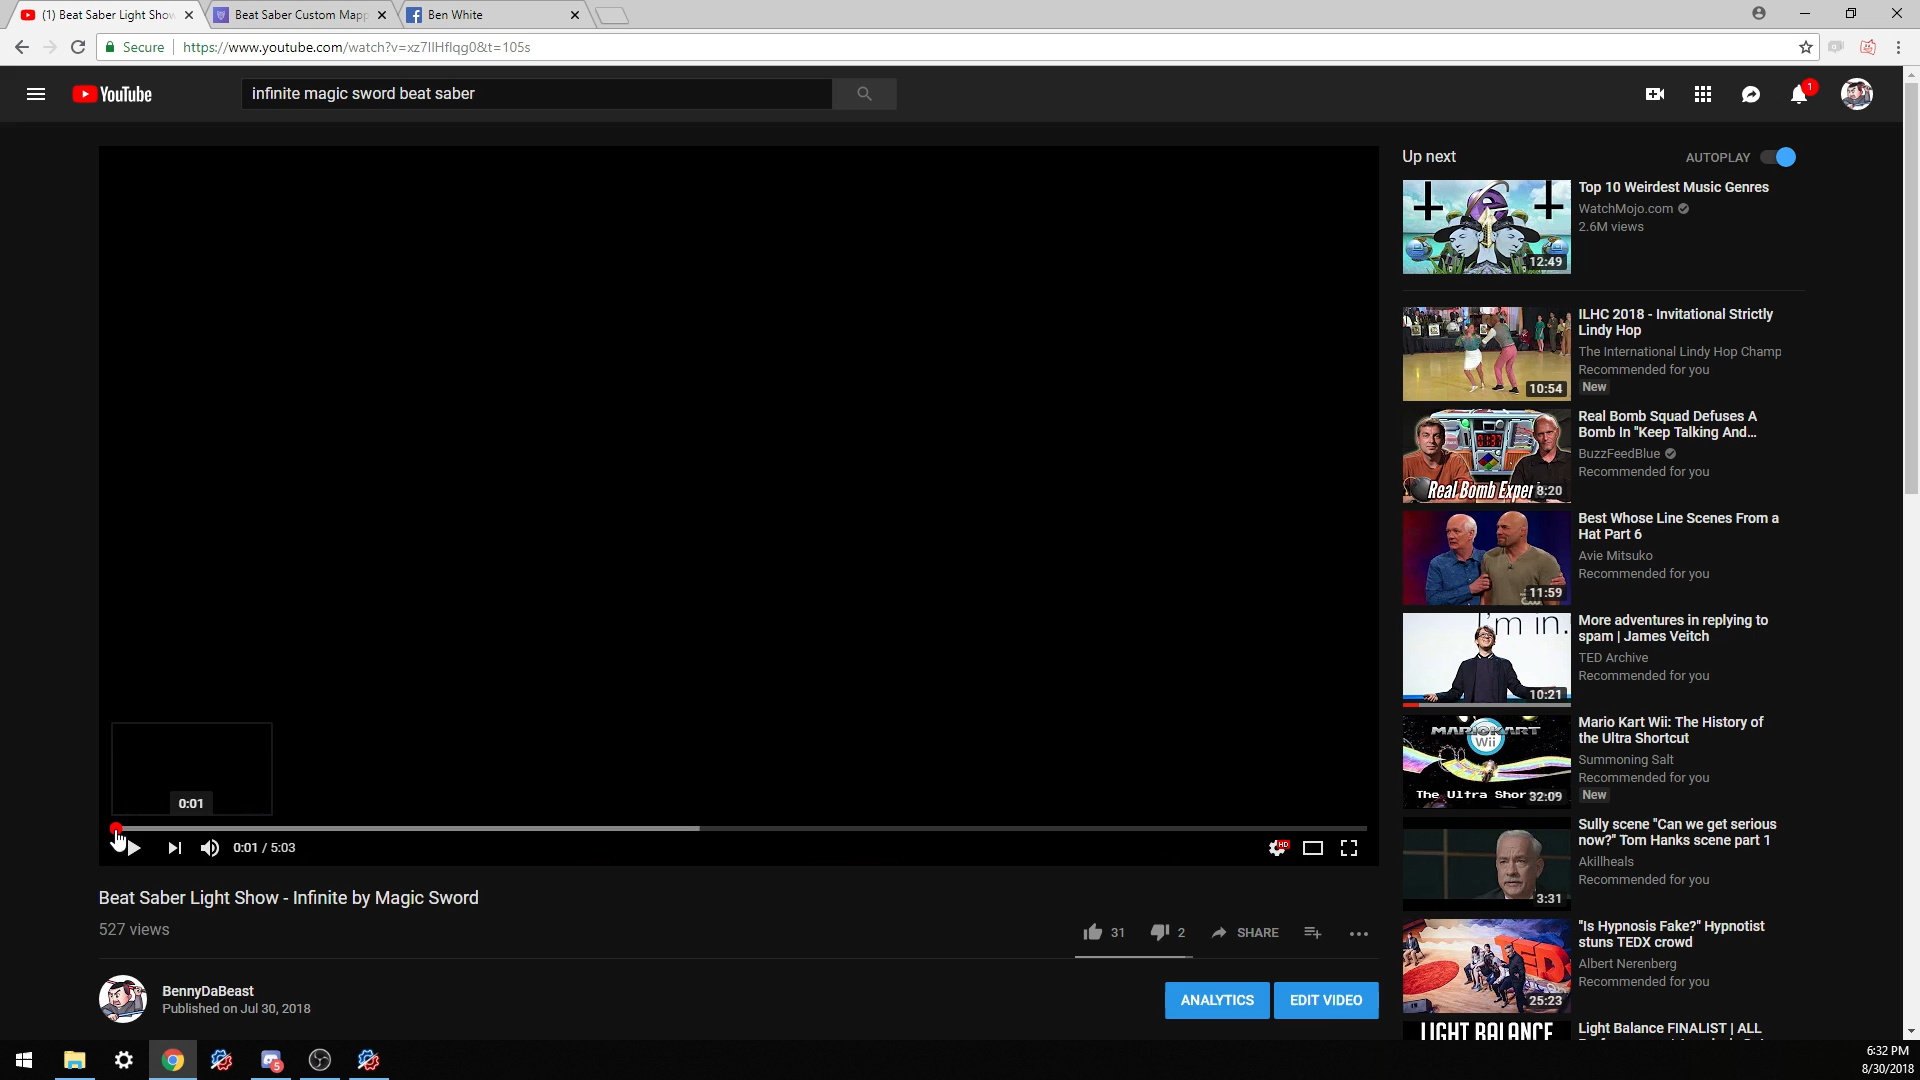 (1) Beat Saber Light Show
Beat Saber Custom Mapp
Ben White
Secure
https://www.youtube.com/watch?v=xz7IIHfIqg0&t=105s
YouTube
infinite magic sword beat saber
1
Up next
AUTOPLAY
Top 10 Weirdest Music Genres
WatchMojo.com
2.6M views
12:49
ILHC 2018 - Invitational Strictly
Lindy Hop
The International Lindy Hop Champ
Recommended for you
New
10:54
Real Bomb Squad Defuses A
Bomb In "Keep Talking And...
BuzzFeedBlue
Recommended for you
01:37
Real Bomb Exper
8:20
Best Whose Line Scenes From a
Hat Part 6
Avie Mitsuko
Recommended for you
11:59
More adventures in replying to
spam | James Veitch
TED Archive
Recommended for you
I'm in.
10:21
Mario Kart Wii: The History of
the Ultra Shortcut
Summoning Salt
Recommended for you
New
MARIOKART
Wii
The Ultra Shor
32:09
Sully scene "Can we get serious
now?" Tom Hanks scene part 1
Akillheals
Recommended for you
3:31
"Is Hypnosis Fake?" Hypnotist
stuns TEDX crowd
Albert Nerenberg
Recommended for you
TED
25:23
LIGHT BALANCE
Light Balance FINALIST | ALL
0:01
0:01 / 5:03
HD
Beat Saber Light Show - Infinite by Magic Sword
527 views
31
2
SHARE
BennyDaBeast
Published on Jul 30, 2018
ANALYTICS
EDIT VIDEO
5
6:32 PM
8/30/2018